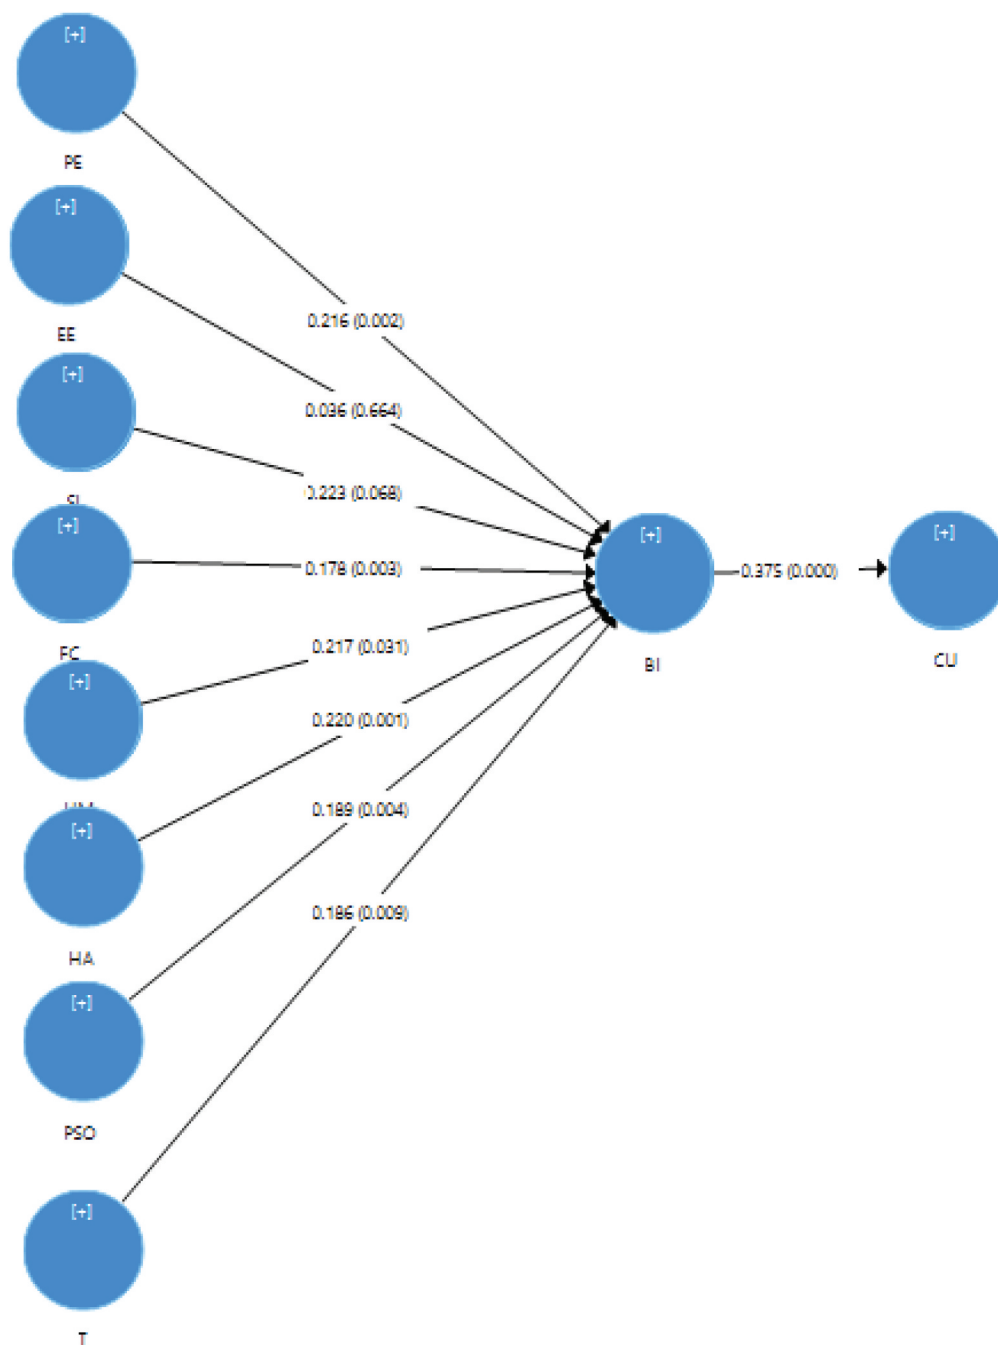 [+]
PE
[+]
EE
[+]
[+]
FC
[+]
[+]
HA
[+]
PSO
[+]
T
0.216 (0.002)
0.036 (0.664)
0.223 (0.068)
0.178 (0.003)
0.217 (0.031)
0.220 (0.001)
0.189 (0.004)
0.186 (0.009)
[+]
BI
0.375 (0.000)
[+]
CU